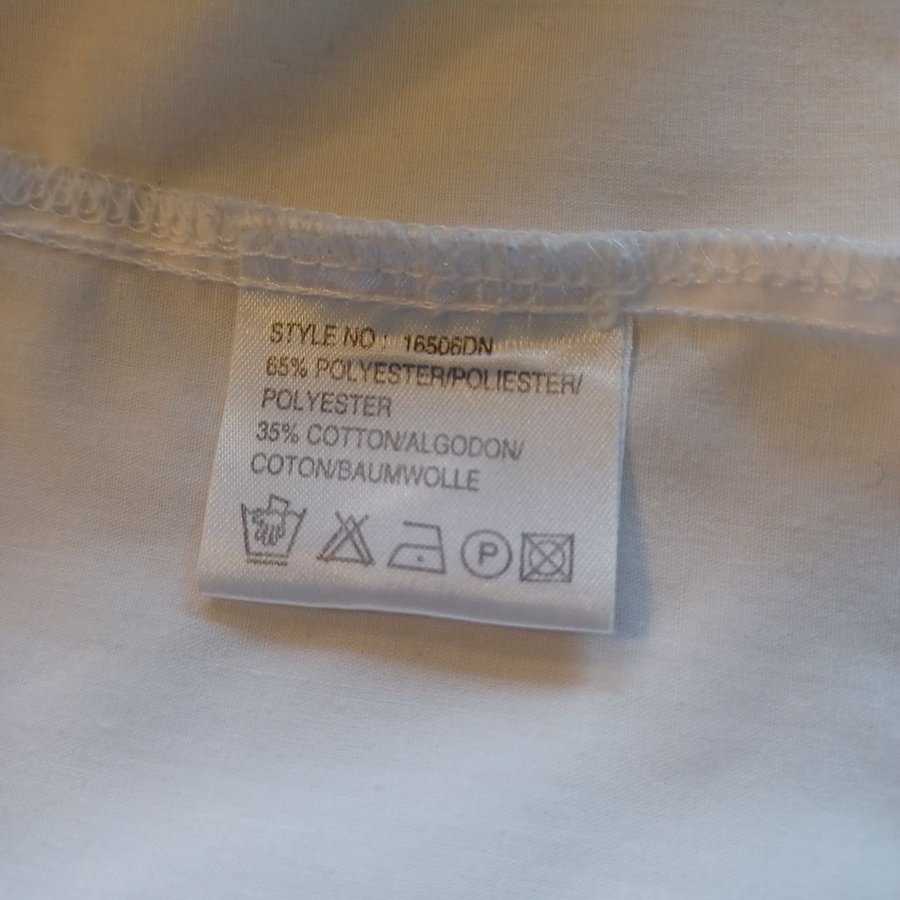 STYLE NO : 16506DN
65% POLYESTER/POLIESTER/
POLYESTER
35% COTTON/ALGODON/
COTON/BAUMWOLLE
P